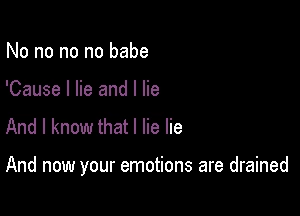 No no no no babe
'Cause I lie and I lie
And I know that I lie lie
And now your emotions are drained